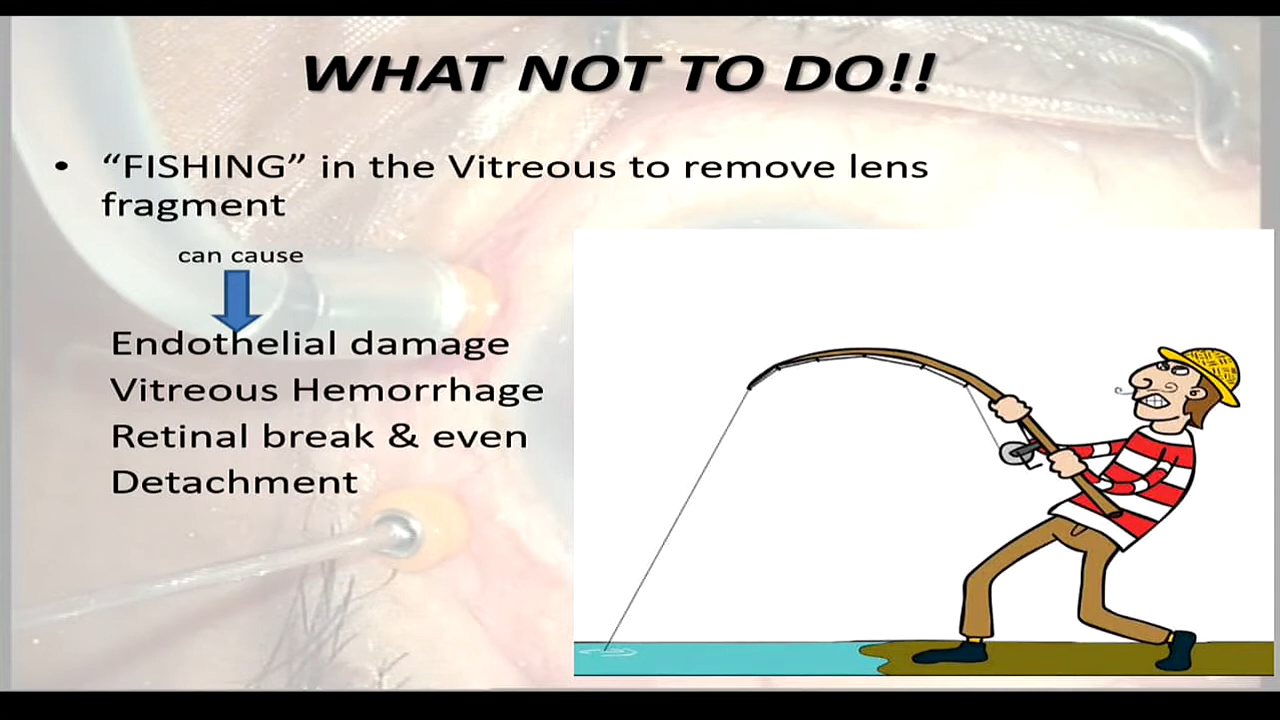 WHAT NOT TO DO!!
• “FISHING” in the Vitreous to remove lens
fragment
can cause
Endothelial damage
Vitreous Hemorrhage
Retinal break & even
Detachment